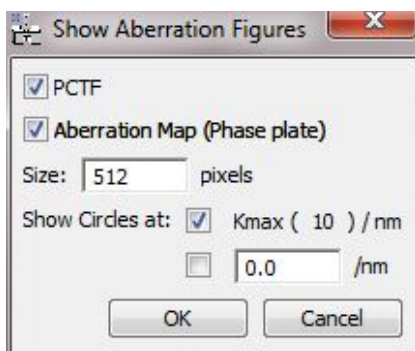 Show Aberration Figures
PCTF
Aberration Map (Phase plate)
Size: 512 pixels
Show Circles at: Kmax ( 10 ) / nm
0.0 /nm
OK Cancel